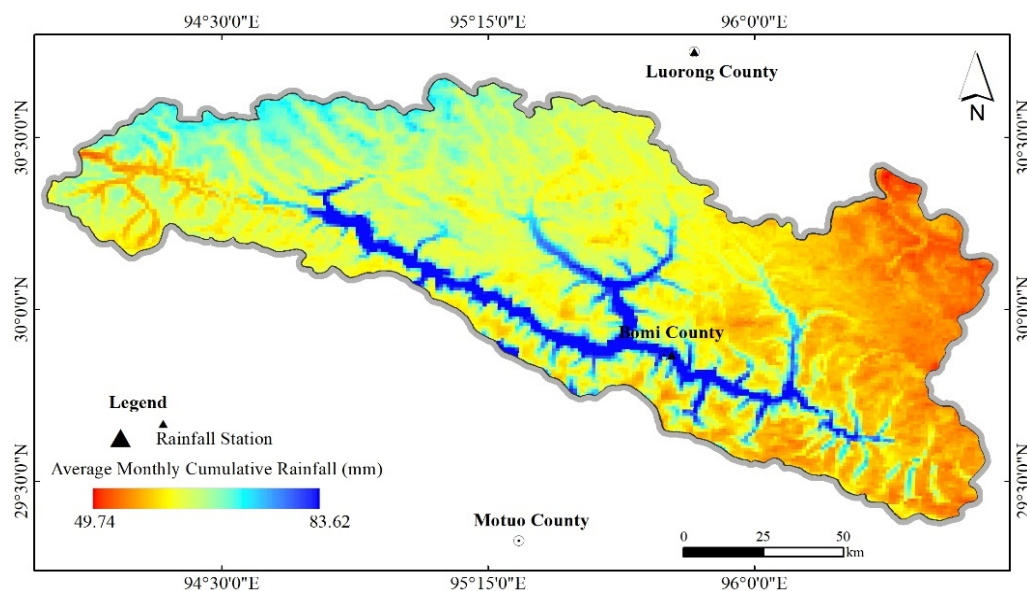 94°30'0"E 95°15'0"E 96°0'0"E
Luorong County
N
30°30'0"N 30°30'0"N
30°0'0"N 30°0'0"N
Bomi County
Legend
Rainfall Station
Average Monthly Cumulative Rainfall (mm)
49.74 83.62
29°30'0"N 29°30'0"N
Motuo County
0 25 50
km
94°30'0"E 95°15'0"E 96°0'0"E